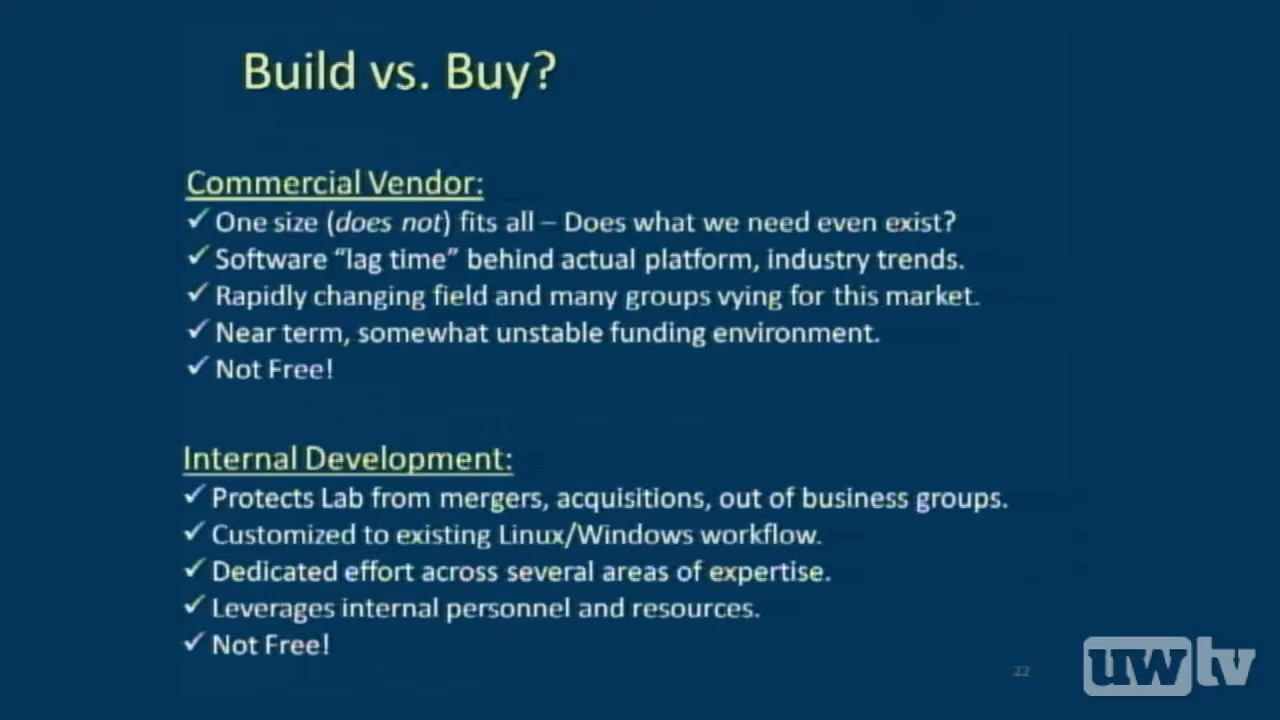 Build vs. Buy?
Commercial Vendor:
✓ One size (does not) fits all – Does what we need even exist?
✓ Software “lag time” behind actual platform, industry trends.
✓ Rapidly changing field and many groups vying for this market.
✓ Near term, somewhat unstable funding environment.
✓ Not Free!
Internal Development:
✓ Protects Lab from mergers, acquisitions, out of business groups.
✓ Customized to existing Linux/Windows workflow.
✓ Dedicated effort across several areas of expertise.
✓ Leverages internal personnel and resources.
✓ Not Free!
22
uwtv